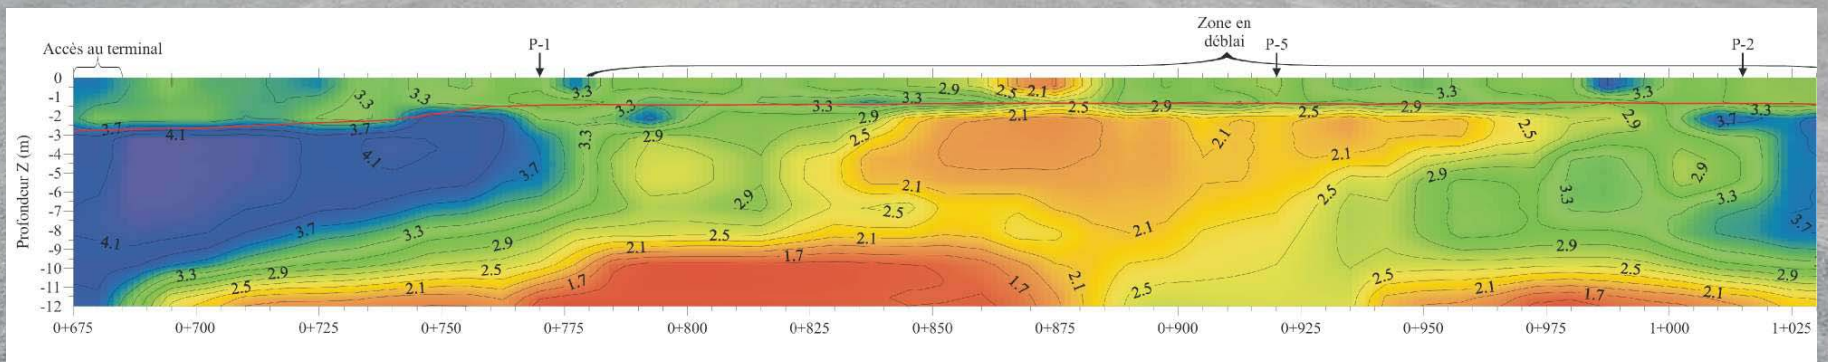 Zone en
déblai
Accès au terminal
P-1
P-5
P-2
Profondeur Z (m)
0
-1
-2
-3
-4
-5
-6
-7
-8
-9
-10
-11
-12
3.3 3.3 3.3 3.3 3.3 3.3 2.9 2.5 2.1 3.3 3.3
3.7 4.1 3.7 2.9 2.1 2.5 2.9 2.5 2.9 3.7 3.3
4.1 3.7 3.3 2.9 2.5 2.1 2.1 2.5 2.9 2.9
2.9 2.1 2.5 2.5 2.9 3.3 3.3
4.1 3.7 3.3 2.9 2.1 2.5 2.1 2.1 2.9 3.7
3.3 2.9 2.5 1.7 1.7 2.1 2.5 2.5 2.9
2.5 2.1 1.7 2.5 2.1 1.7 2.1
0+675 0+700 0+725 0+750 0+775 0+800 0+825 0+850 0+875 0+900 0+925 0+950 0+975 1+000 1+025